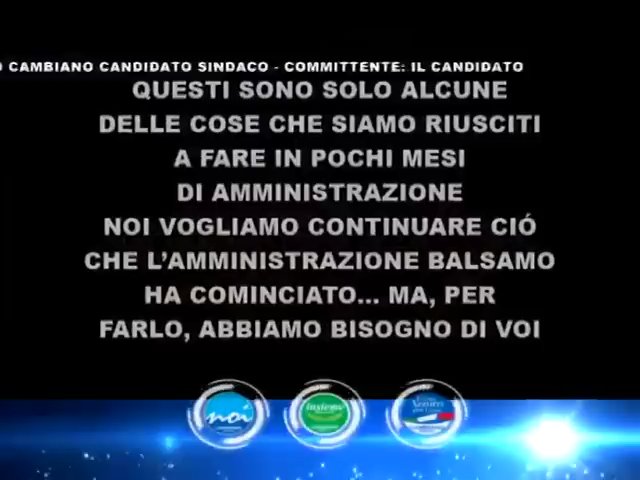 CAMBIANO CANDIDATO SINDACO - COMMITTENTE: IL CANDIDATO
QUESTI SONO SOLO ALCUNE
DELLE COSE CHE SIAMO RIUSCITI
A FARE IN POCHI MESI
DI AMMINISTRAZIONE
NOI VOGLIAMO CONTINUARE CIÓ
CHE L'AMMINISTRAZIONE BALSAMO
HA COMINCIATO... MA, PER
FARLO, ABBIAMO BISOGNO DI VOI
noi
insieme